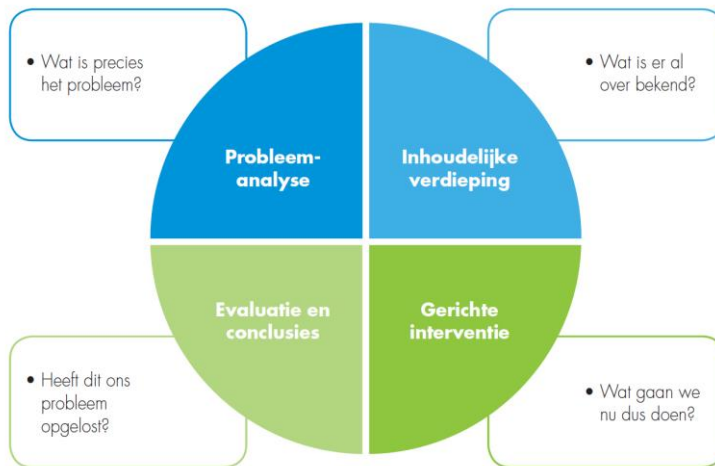 • Wat is precies
het probleem?
• Wat is er al
over bekend?
Probleem-
analyse
Inhoudelijke
verdieping
Evaluatie en
conclusies
Gerichte
interventie
• Heeft dit ons
probleem
opgelost?
• Wat gaan we
nu dus doen?